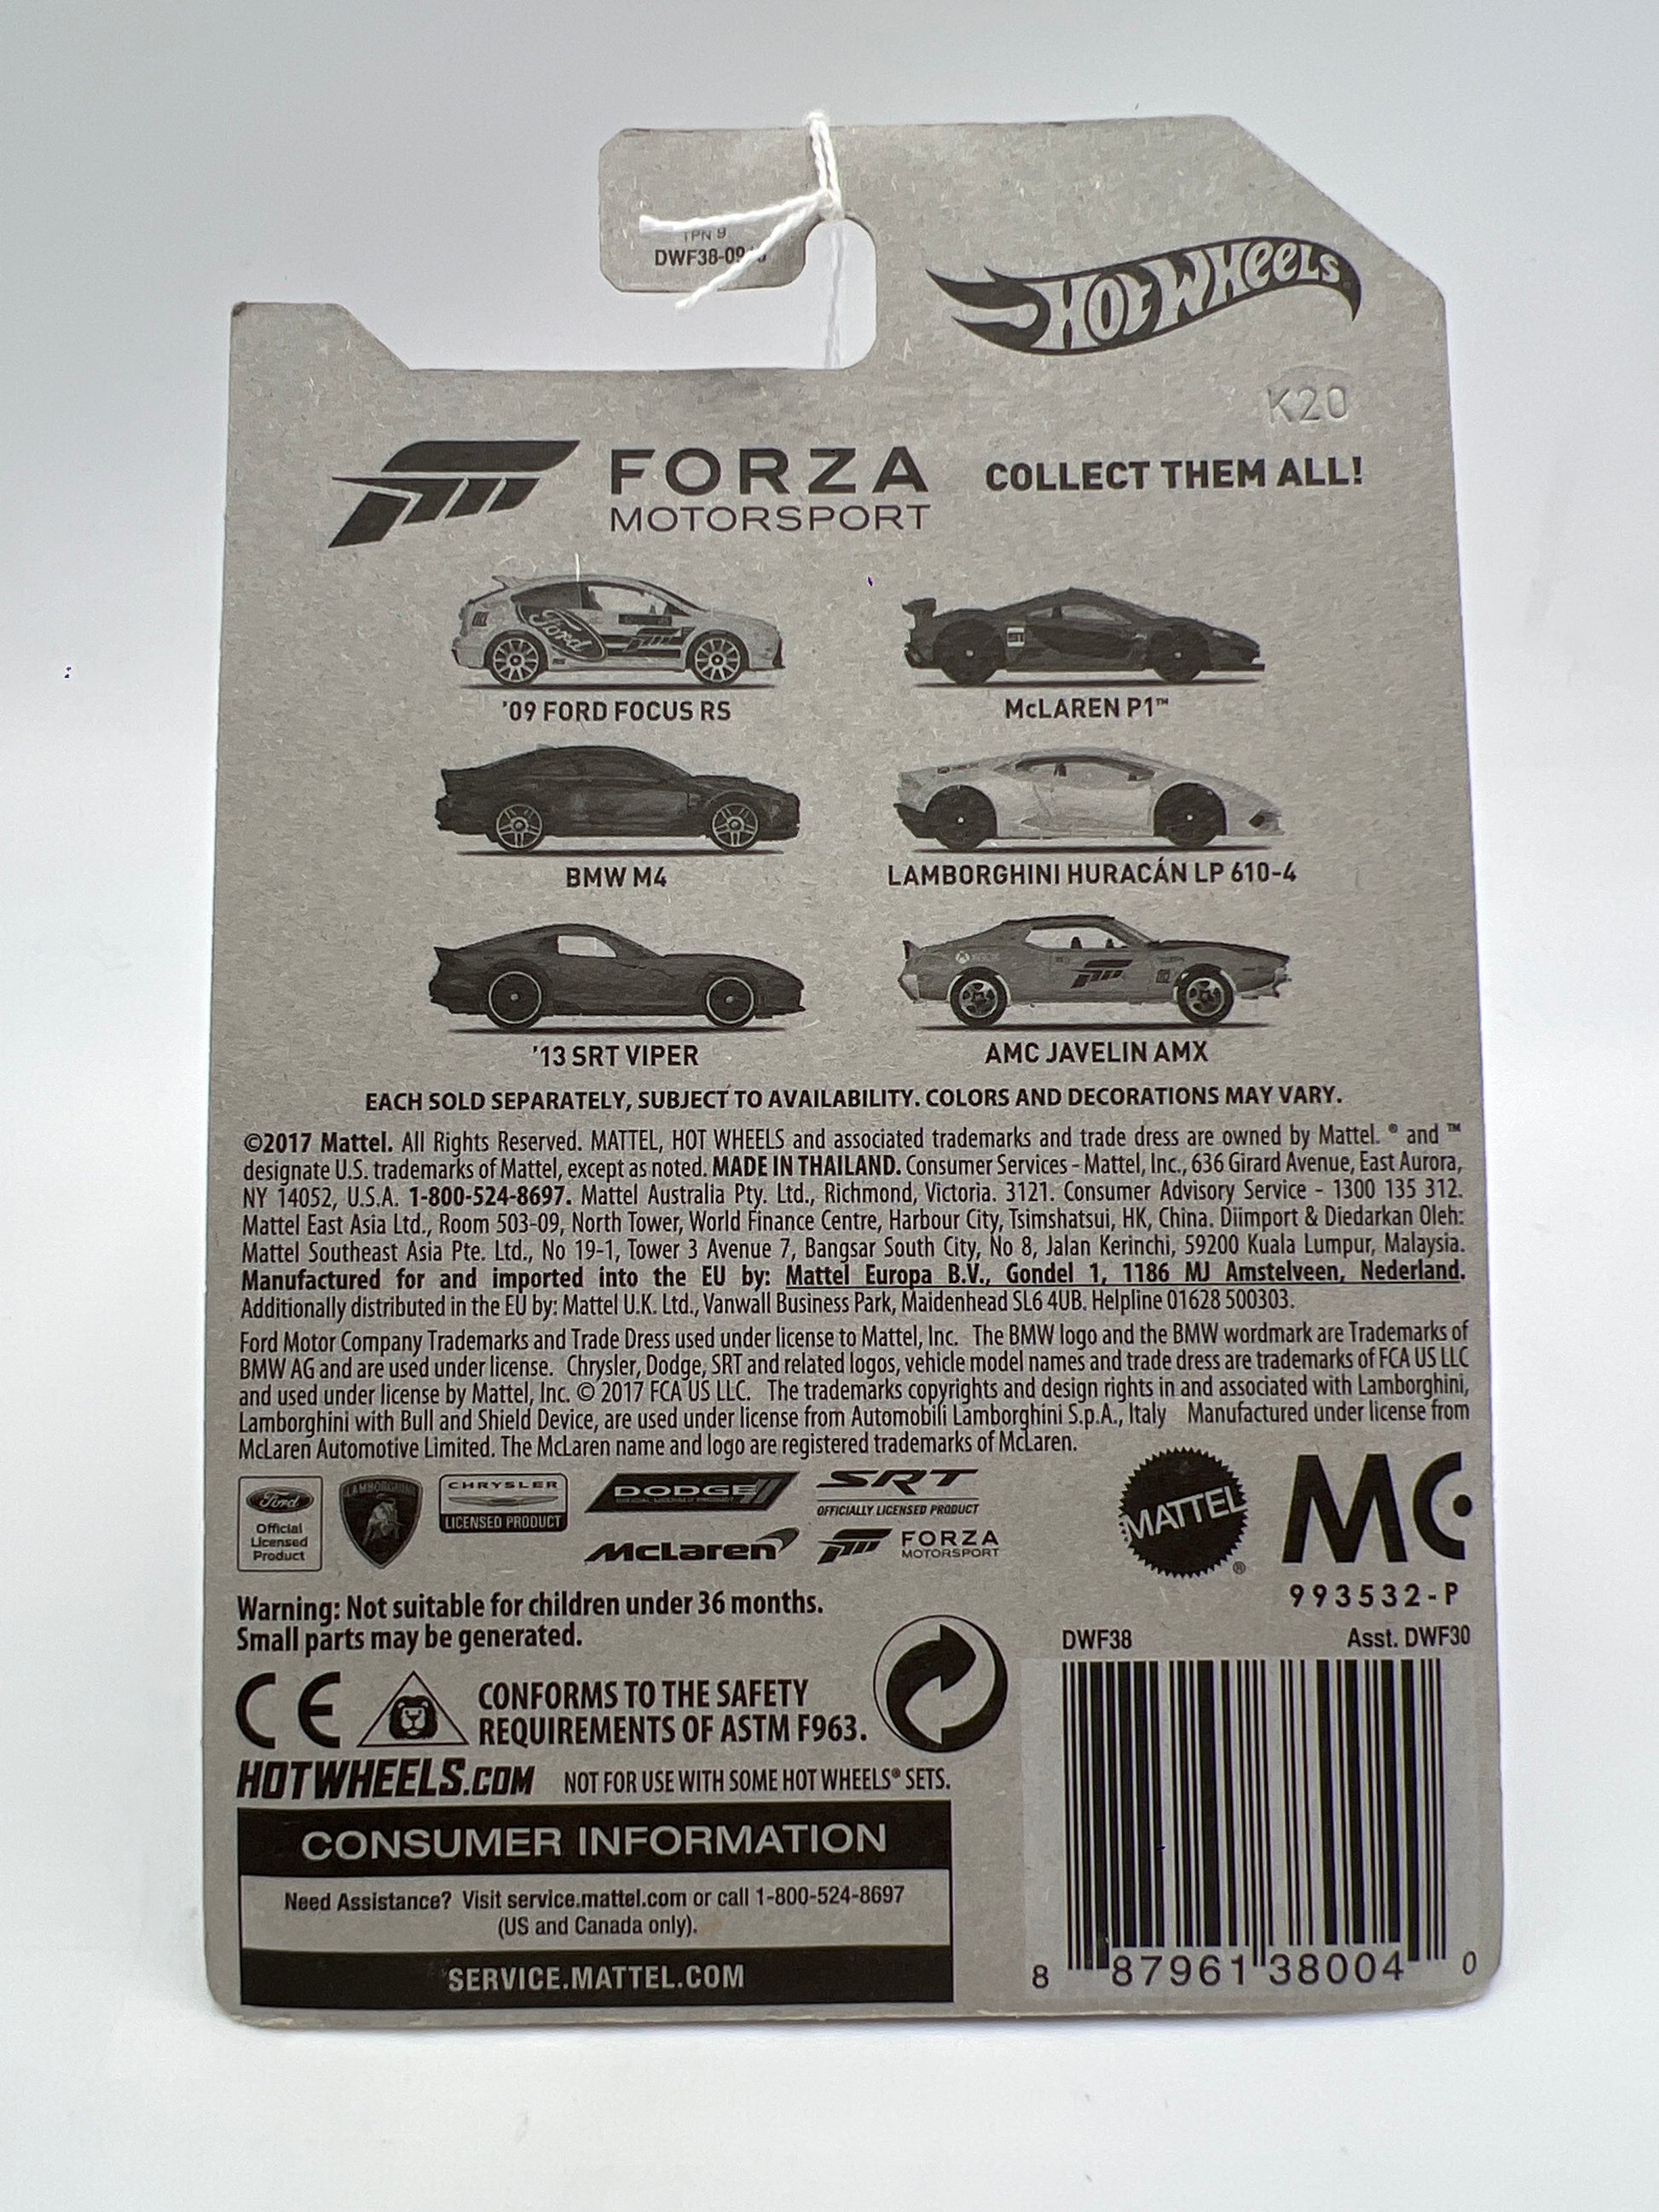 TPN 9
DWF38-09
HOT WHEELS
K20
FORZA
MOTORSPORT
COLLECT THEM ALL!
Ford
'09 FORD FOCUS RS
McLAREN P1™
BMW M4
LAMBORGHINI HURACÁN LP 610-4
XBOX
'13 SRT VIPER
AMC JAVELIN AMX
EACH SOLD SEPARATELY, SUBJECT TO AVAILABILITY. COLORS AND DECORATIONS MAY VARY.
©2017 Mattel. All Rights Reserved. MATTEL, HOT WHEELS and associated trademarks and trade dress are owned by Mattel. ® and ™
designate U.S. trademarks of Mattel, except as noted. MADE IN THAILAND. Consumer Services - Mattel, Inc., 636 Girard Avenue, East Aurora,
NY 14052, U.S.A. 1-800-524-8697. Mattel Australia Pty. Ltd., Richmond, Victoria. 3121. Consumer Advisory Service - 1300 135 312.
Mattel East Asia Ltd., Room 503-09, North Tower, World Finance Centre, Harbour City, Tsimshatsui, HK, China. Diimport & Diedarkan Oleh:
Mattel Southeast Asia Pte. Ltd., No 19-1, Tower 3 Avenue 7, Bangsar South City, No 8, Jalan Kerinchi, 59200 Kuala Lumpur, Malaysia.
Manufactured for and imported into the EU by: Mattel Europa B.V., Gondel 1, 1186 MJ Amstelveen, Nederland.
Additionally distributed in the EU by: Mattel U.K. Ltd., Vanwall Business Park, Maidenhead SL6 4UB. Helpline 01628 500303.
Ford Motor Company Trademarks and Trade Dress used under license to Mattel, Inc. The BMW logo and the BMW wordmark are Trademarks of
BMW AG and are used under license. Chrysler, Dodge, SRT and related logos, vehicle model names and trade dress are trademarks of FCA US LLC
and used under license by Mattel, Inc. © 2017 FCA US LLC. The trademarks copyrights and design rights in and associated with Lamborghini,
Lamborghini with Bull and Shield Device, are used under license from Automobili Lamborghini S.p.A., Italy Manufactured under license from
McLaren Automotive Limited. The McLaren name and logo are registered trademarks of McLaren.
Ford
Official
Licensed
Product
LAMBORGHINI
CHRYSLER
LICENSED PRODUCT
DODGE
SRT
OFFICIALLY LICENSED PRODUCT
McLaren
FORZA
MOTORSPORT
MATTEL®
MC
993532-P
Warning: Not suitable for children under 36 months.
Small parts may be generated.
DWF38
Asst. DWF30
CE
CONFORMS TO THE SAFETY
REQUIREMENTS OF ASTM F963.
HOTWHEELS.COM
NOT FOR USE WITH SOME HOT WHEELS® SETS.
CONSUMER INFORMATION
Need Assistance? Visit service.mattel.com or call 1-800-524-8697
(US and Canada only).
SERVICE.MATTEL.COM
8 87961 38004 0